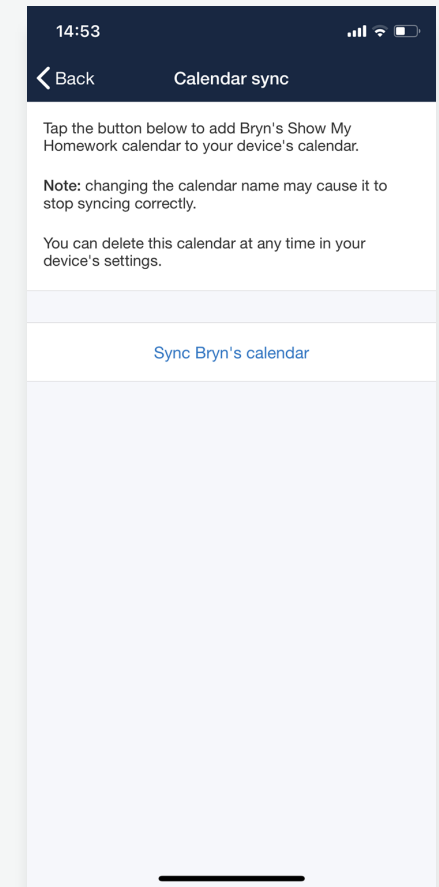 14:53
Back
Calendar sync
Tap the button below to add Bryn's Show My
Homework calendar to your device's calendar.
Note: changing the calendar name may cause it to
stop syncing correctly.
You can delete this calendar at any time in your
device's settings.
Sync Bryn's calendar